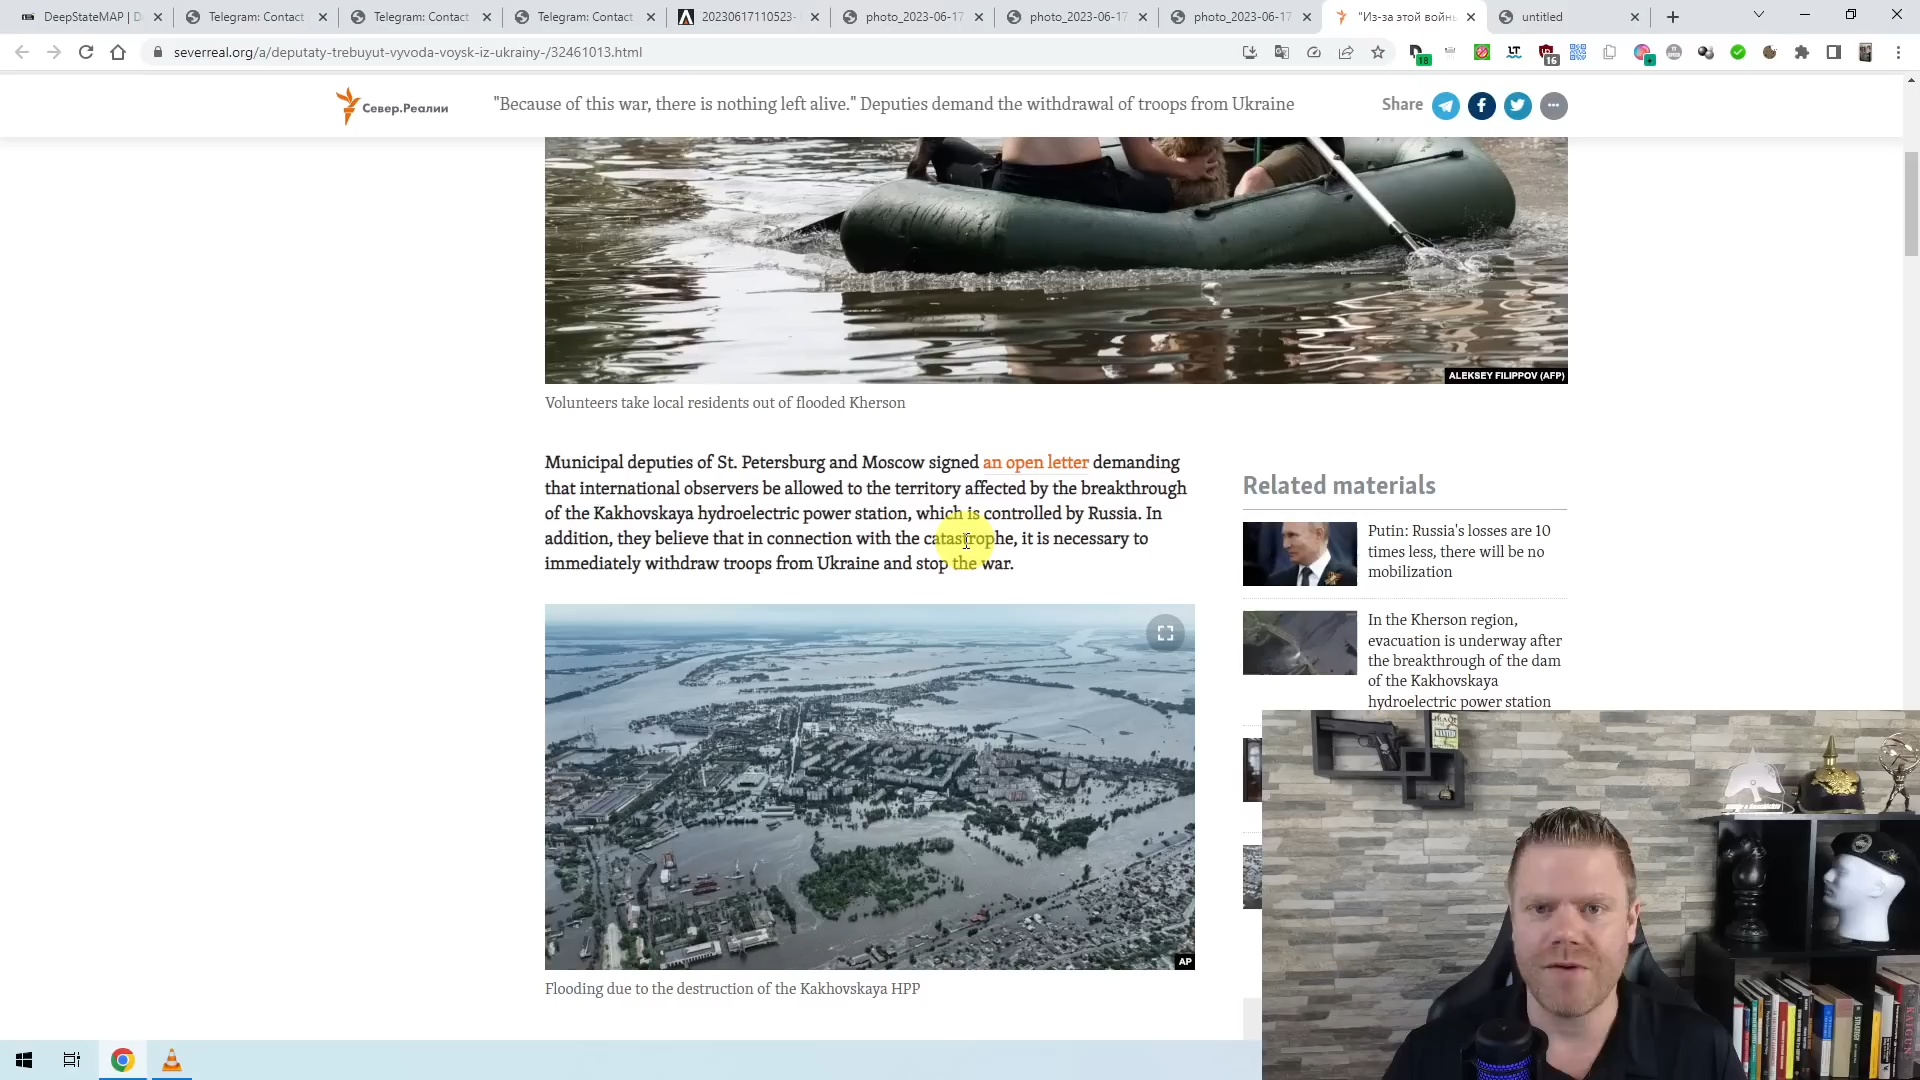 DeepStateMAP | D
Telegram: Contact
Telegram: Contact
Telegram: Contact
20230617110523-
photo_2023-06-17
photo_2023-06-17
photo_2023-06-17
"Из-за этой войны
untitled
severreal.org/a/deputaty-trebuyut-vyvoda-voysk-iz-ukrainy-/32461013.html
18
LT
16
Север.Реалии
"Because of this war, there is nothing left alive." Deputies demand the withdrawal of troops from Ukraine
Share
ALEKSEY FILIPPOV (AFP)
Volunteers take local residents out of flooded Kherson
Municipal deputies of St. Petersburg and Moscow signed an open letter demanding
that international observers be allowed to the territory affected by the breakthrough
of the Kakhovskaya hydroelectric power station, which is controlled by Russia. In
addition, they believe that in connection with the catastrophe, it is necessary to
immediately withdraw troops from Ukraine and stop the war.
Related materials
Putin: Russia's losses are 10
times less, there will be no
mobilization
In the Kherson region,
evacuation is underway after
the breakthrough of the dam
of the Kakhovskaya
hydroelectric power station
AP
Flooding due to the destruction of the Kakhovskaya HPP
WANTED